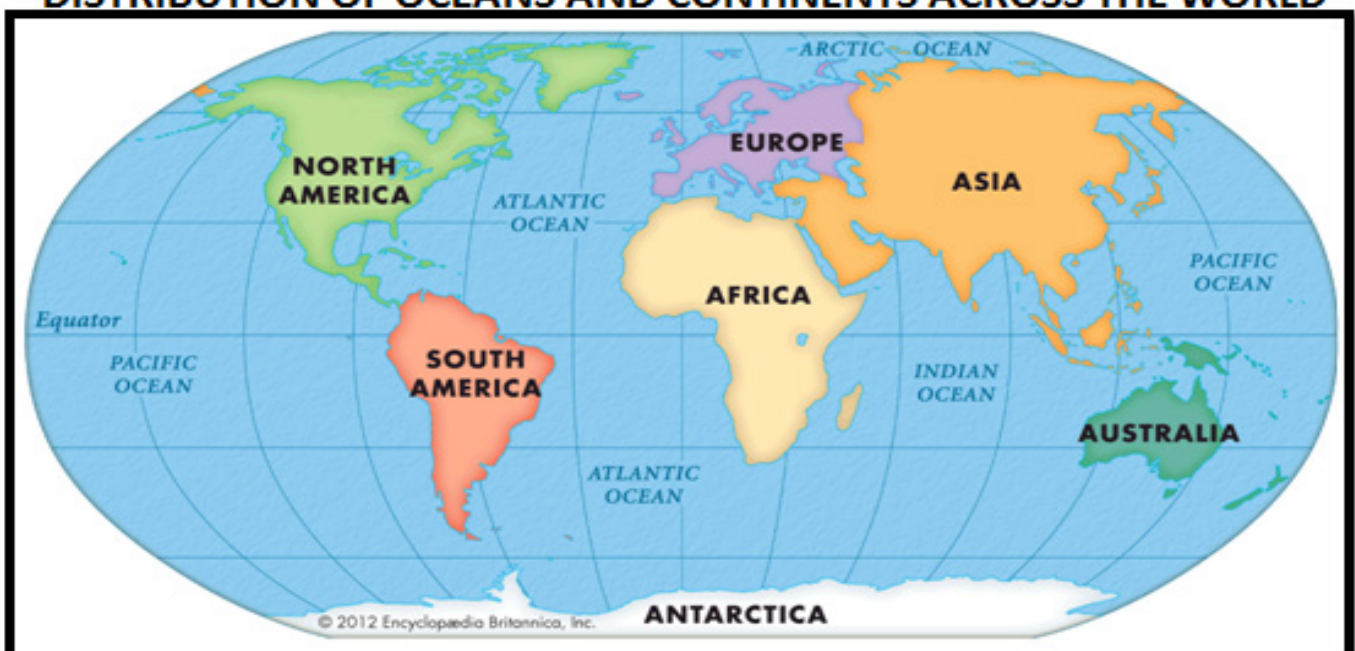 DISTRIBUTION OF OCEANS AND CONTINENTS ACROSS THE WORLD
ARCTIC OCEAN
EUROPE
NORTH
AMERICA
ASIA
ATLANTIC
OCEAN
PACIFIC
OCEAN
AFRICA
Equator
PACIFIC
OCEAN
SOUTH
AMERICA
INDIAN
OCEAN
AUSTRALIA
ATLANTIC
OCEAN
ANTARCTICA
© 2012 Encyclopædia Britannica, Inc.